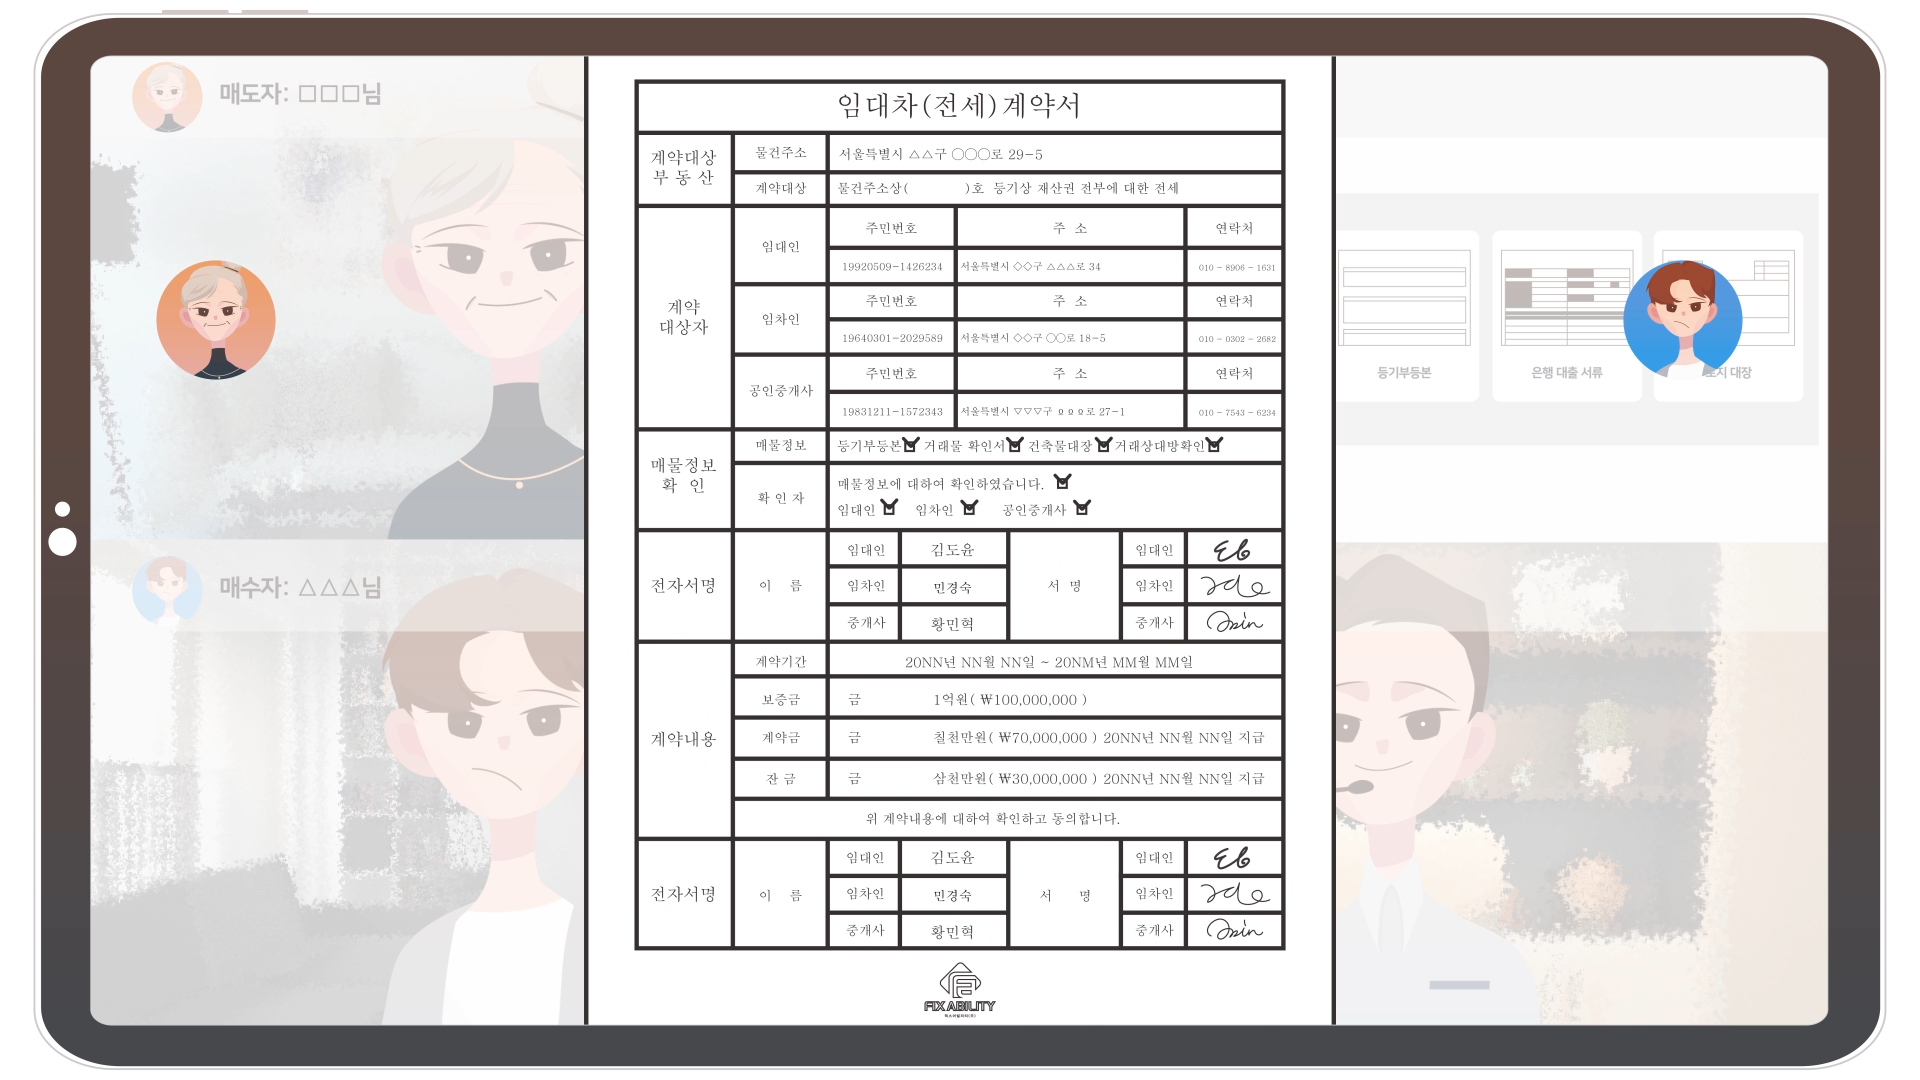 매도자: □□□님
임대차(전세)계약서
계약대상
부 동 산
물건주소
서울특별시 △△구 ○○○로 29-5
계약대상
물건주소상( )호 등기상 재산권 전부에 대한 전세
계약
대상자
임대인
주민번호 주 소 연락처
19920509-1426234 서울특별시 ◇◇구 △△△로 34 010 - 8906 - 1631
임차인
주민번호 주 소 연락처
19640301-2029589 서울특별시 ◇◇구 ○○로 18-5 010 - 0302 - 2682
공인중개사
주민번호 주 소 연락처
19831211-1572343 서울특별시 ▽▽▽구 ㅇㅇㅇ로 27-1 010 - 7543 - 6234
매물정보
확 인
매물정보
등기부등본 거래물 확인서 건축물대장 거래상대방확인
확 인 자
매물정보에 대하여 확인하였습니다.
임대인 임차인 공인중개사
전자서명
이 름
임대인 김도윤
임차인 민경숙
중개사 황민혁
서 명
임대인
임차인
중개사
계약내용
계약기간 20NN년 NN월 NN일 ~ 20NM년 MM월 MM일
보증금 금 1억원( ₩100,000,000 )
계약금 금 칠천만원( ₩70,000,000 ) 20NN년 NN월 NN일 지급
잔 금 금 삼천만원( ₩30,000,000 ) 20NN년 NN월 NN일 지급
위 계약내용에 대하여 확인하고 동의합니다.
전자서명
이 름
임대인 김도윤
임차인 민경숙
중개사 황민혁
서 명
임대인
임차인
중개사
FIXABILITY
등기부등본
은행 대출 서류
토지 대장
매수자: △△△님